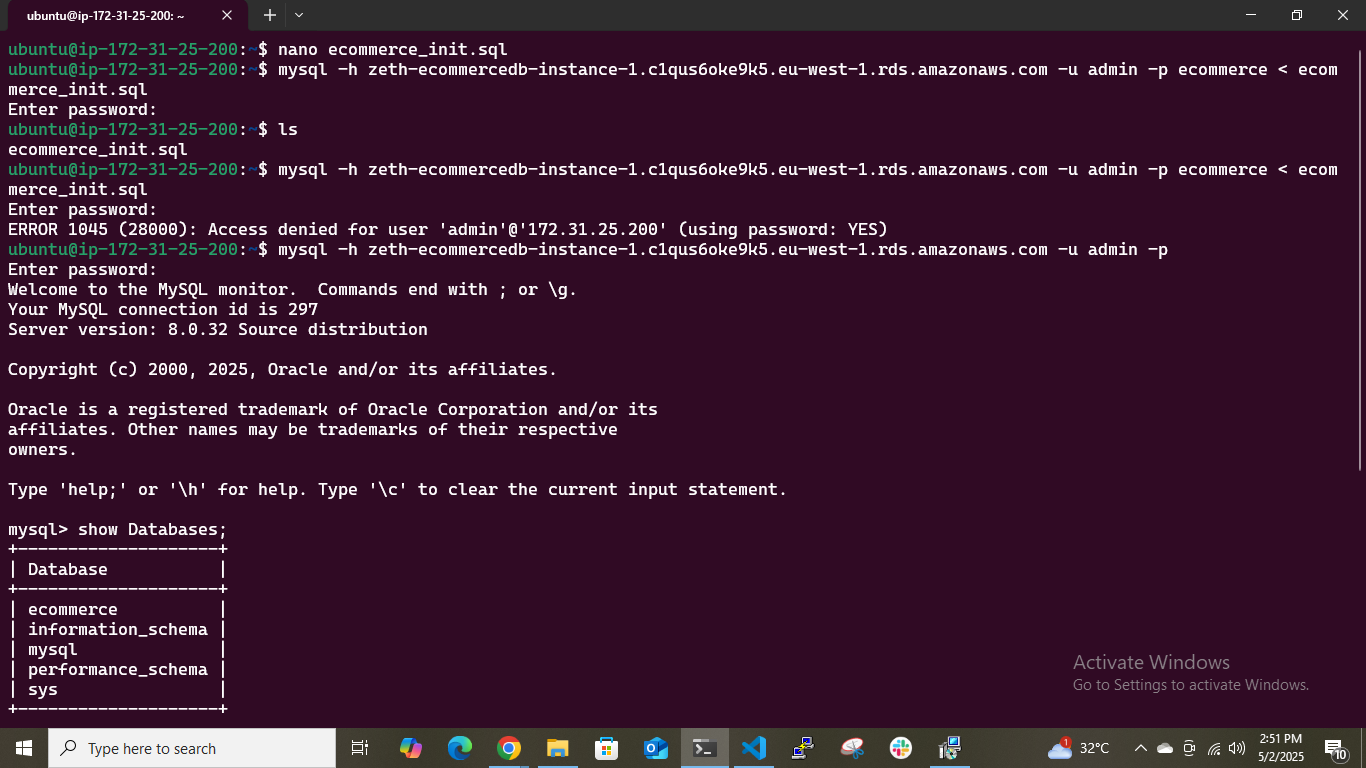 ubuntu@ip-172-31-25-200: ~
ubuntu@ip-172-31-25-200:~$ nano ecommerce_init.sql
ubuntu@ip-172-31-25-200:~$ mysql -h zeth-ecommercedb-instance-1.c1qus6oke9k5.eu-west-1.rds.amazonaws.com -u admin -p ecommerce < ecom
merce_init.sql
Enter password:
ubuntu@ip-172-31-25-200:~$ ls
ecommerce_init.sql
ubuntu@ip-172-31-25-200:~$ mysql -h zeth-ecommercedb-instance-1.c1qus6oke9k5.eu-west-1.rds.amazonaws.com -u admin -p ecommerce < ecom
merce_init.sql
Enter password:
ERROR 1045 (28000): Access denied for user 'admin'@'172.31.25.200' (using password: YES)
ubuntu@ip-172-31-25-200:~$ mysql -h zeth-ecommercedb-instance-1.c1qus6oke9k5.eu-west-1.rds.amazonaws.com -u admin -p
Enter password:
Welcome to the MySQL monitor.  Commands end with ; or \g.
Your MySQL connection id is 297
Server version: 8.0.32 Source distribution
Copyright (c) 2000, 2025, Oracle and/or its affiliates.
Oracle is a registered trademark of Oracle Corporation and/or its
affiliates. Other names may be trademarks of their respective
owners.
Type 'help;' or '\h' for help. Type '\c' to clear the current input statement.
mysql> show Databases;
+--------------------+
| Database           |
+--------------------+
| ecommerce          |
| information_schema |
| mysql              |
| performance_schema |
| sys                |
+--------------------+
Activate Windows
Go to Settings to activate Windows.
Type here to search
1
32°C
2:51 PM
5/2/2025
10